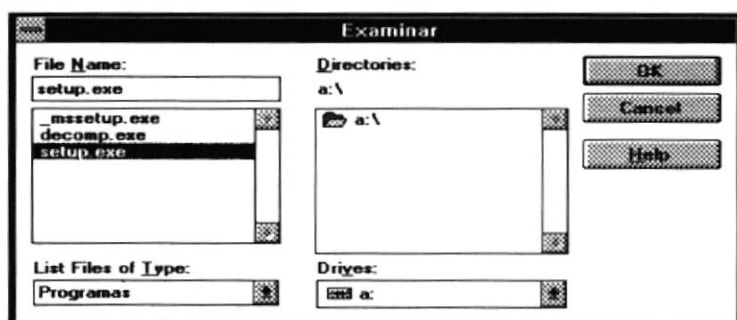 Examinar
File Name:
setup.exe
_mssetup.exe
decomp.exe
setup.exe
List Files of Type:
Programas
Directories:
a:\
a:\
Drives:
a:
OK
Cancel
Help